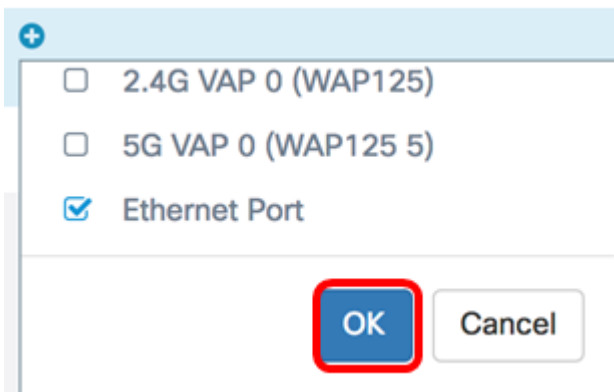 2.4G VAP 0 (WAP125)
5G VAP 0 (WAP125 5)
Ethernet Port
OK Cancel